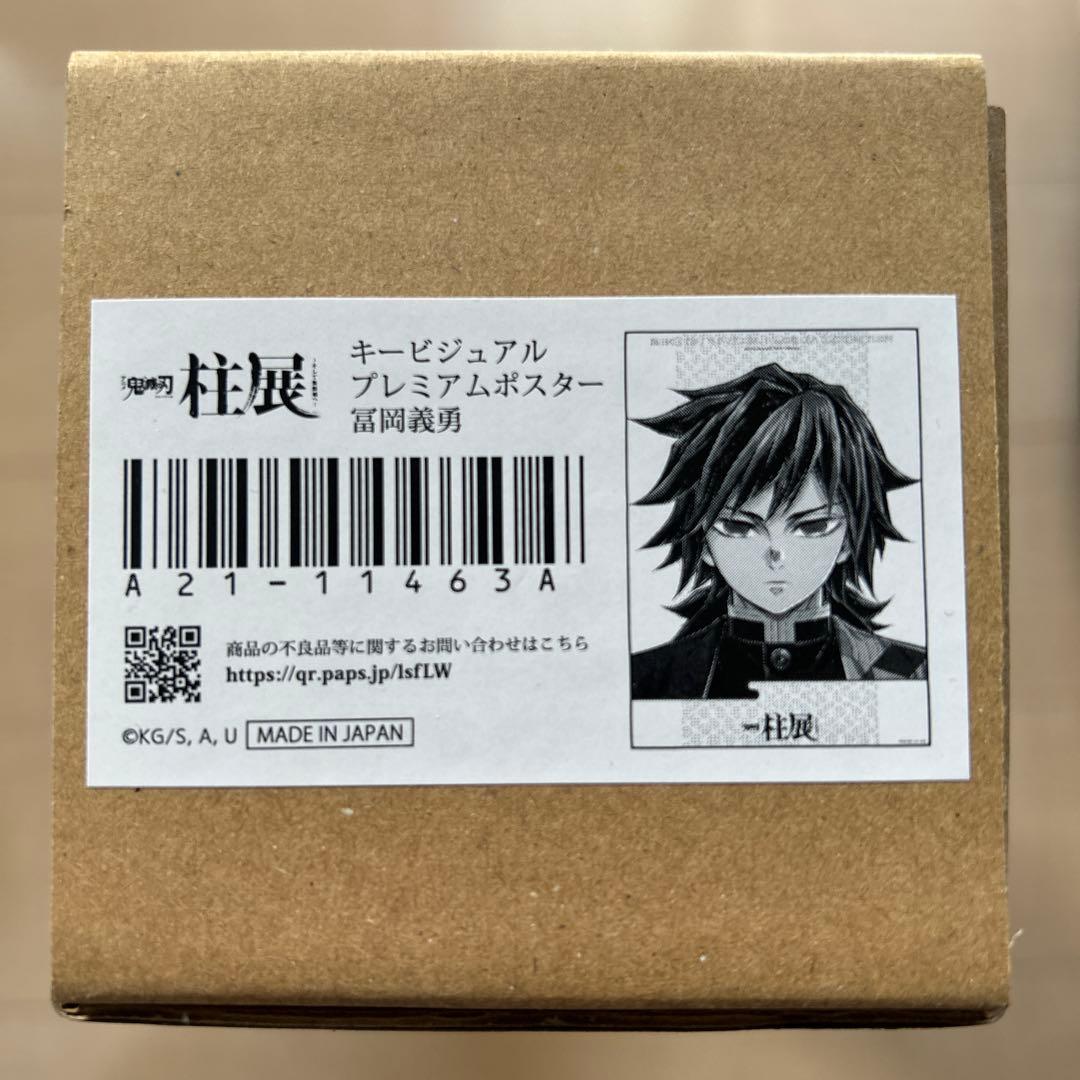 鬼滅の刃 柱展
キービジュアル
プレミアムポスター
冨岡義勇
A21-11463A
商品の不良品等に関するお問い合わせはこちら
https://qr.paps.jp/lsfLW
©KG/S, A, U MADE IN JAPAN
柱展